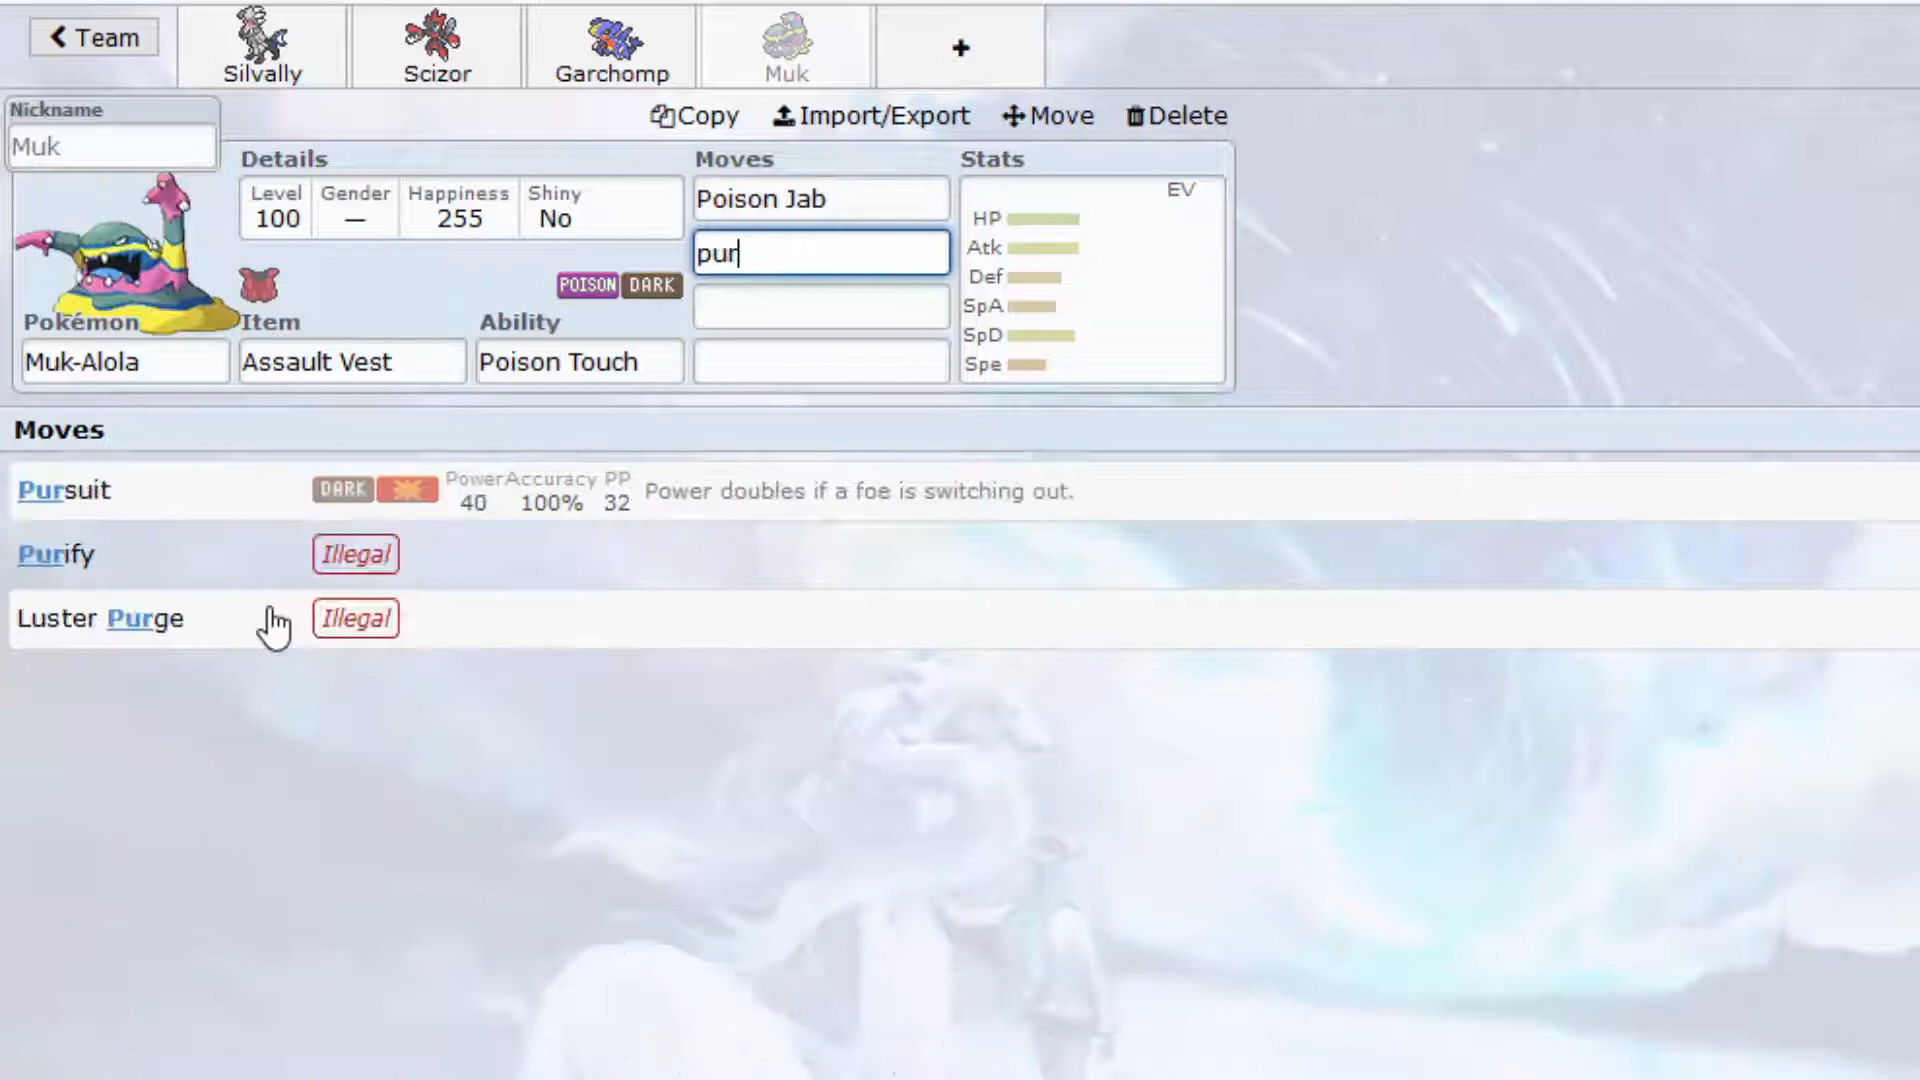 Team
Silvally
Scizor
Garchomp
Muk
+
Nickname
Muk
Copy
Import/Export
Move
Delete
Details
Level
100
Gender
—
Happiness
255
Shiny
No
POISON
DARK
Pokémon
Muk-Alola
Item
Assault Vest
Ability
Poison Touch
Moves
Poison Jab
pur
Stats
EV
HP
Atk
Def
SpA
SpD
Spe
Moves
Pursuit DARK Power 40 Accuracy 100% PP 32 Power doubles if a foe is switching out.
Purify Illegal
Luster Purge Illegal